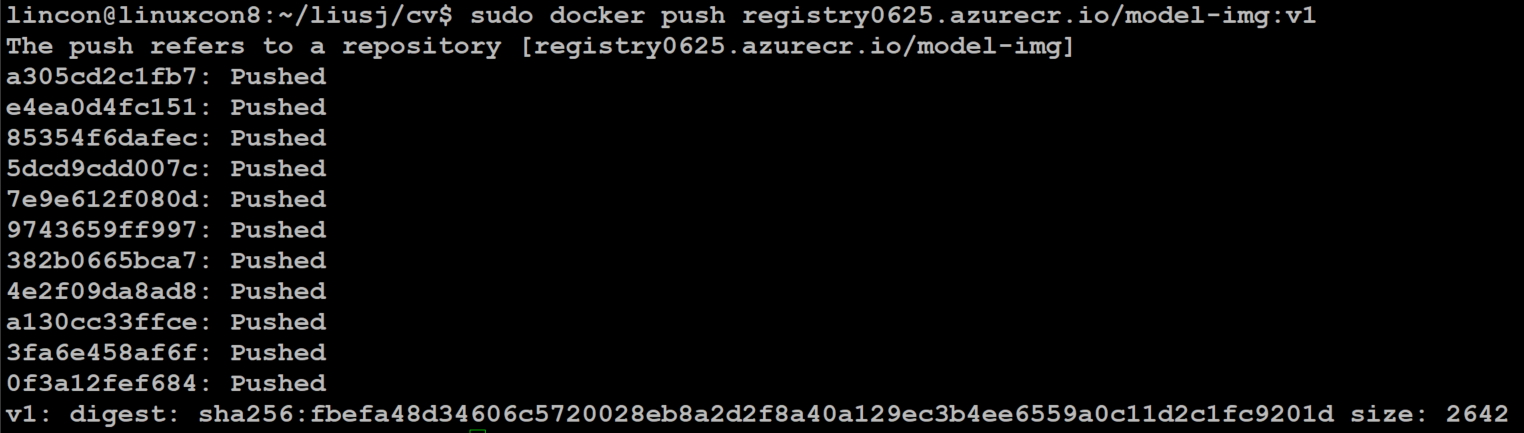 lincon@linuxcon8:~/liusj/cv$ sudo docker push registry0625.azurecr.io/model-img:v1
The push refers to a repository [registry0625.azurecr.io/model-img]
a305cd2c1fb7: Pushed
e4ea0d4fc151: Pushed
85354f6dafec: Pushed
5dcd9cdd007c: Pushed
7e9e612f080d: Pushed
9743659ff997: Pushed
382b0665bca7: Pushed
4e2f09da8ad8: Pushed
a130cc33ffce: Pushed
3fa6e458af6f: Pushed
0f3a12fef684: Pushed
v1: digest: sha256:fbefa48d34606c5720028eb8a2d2f8a40a129ec3b4ee6559a0c11d2c1fc9201d size: 2642